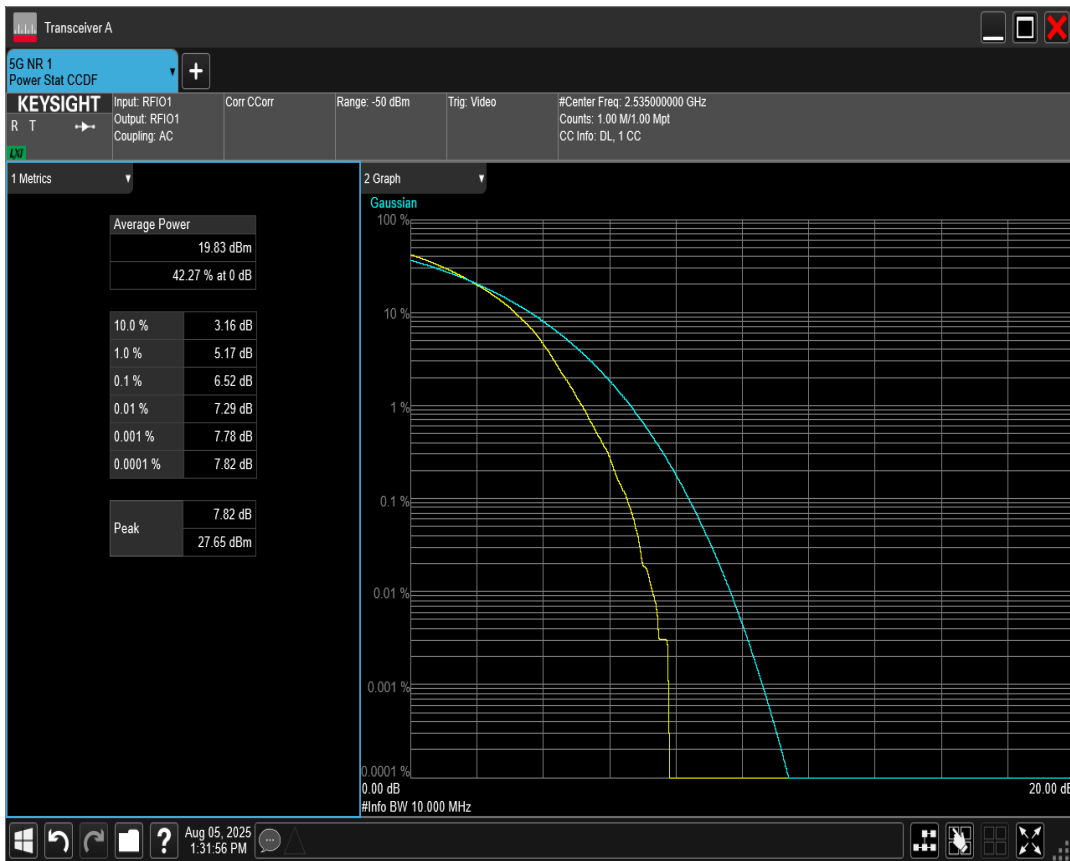 Transceiver A
5G NR 1
Power Stat CCDF
+
KEYSIGHT
R T
LXI
Input: RFIO1
Output: RFIO1
Coupling: AC
Corr CCorr
Range: -50 dBm
Trig: Video
#Center Freq: 2.535000000 GHz
Counts: 1.00 M/1.00 Mpt
CC Info: DL, 1 CC
1 Metrics
Average Power
19.83 dBm
42.27 % at 0 dB
10.0 % 3.16 dB
1.0 % 5.17 dB
0.1 % 6.52 dB
0.01 % 7.29 dB
0.001 % 7.78 dB
0.0001 % 7.82 dB
Peak
7.82 dB
27.65 dBm
2 Graph
Gaussian
100 %
10 %
1 %
0.1 %
0.01 %
0.001 %
0.0001 %
0.00 dB
20.00 dB
#Info BW 10.000 MHz
?
Aug 05, 2025
1:31:56 PM